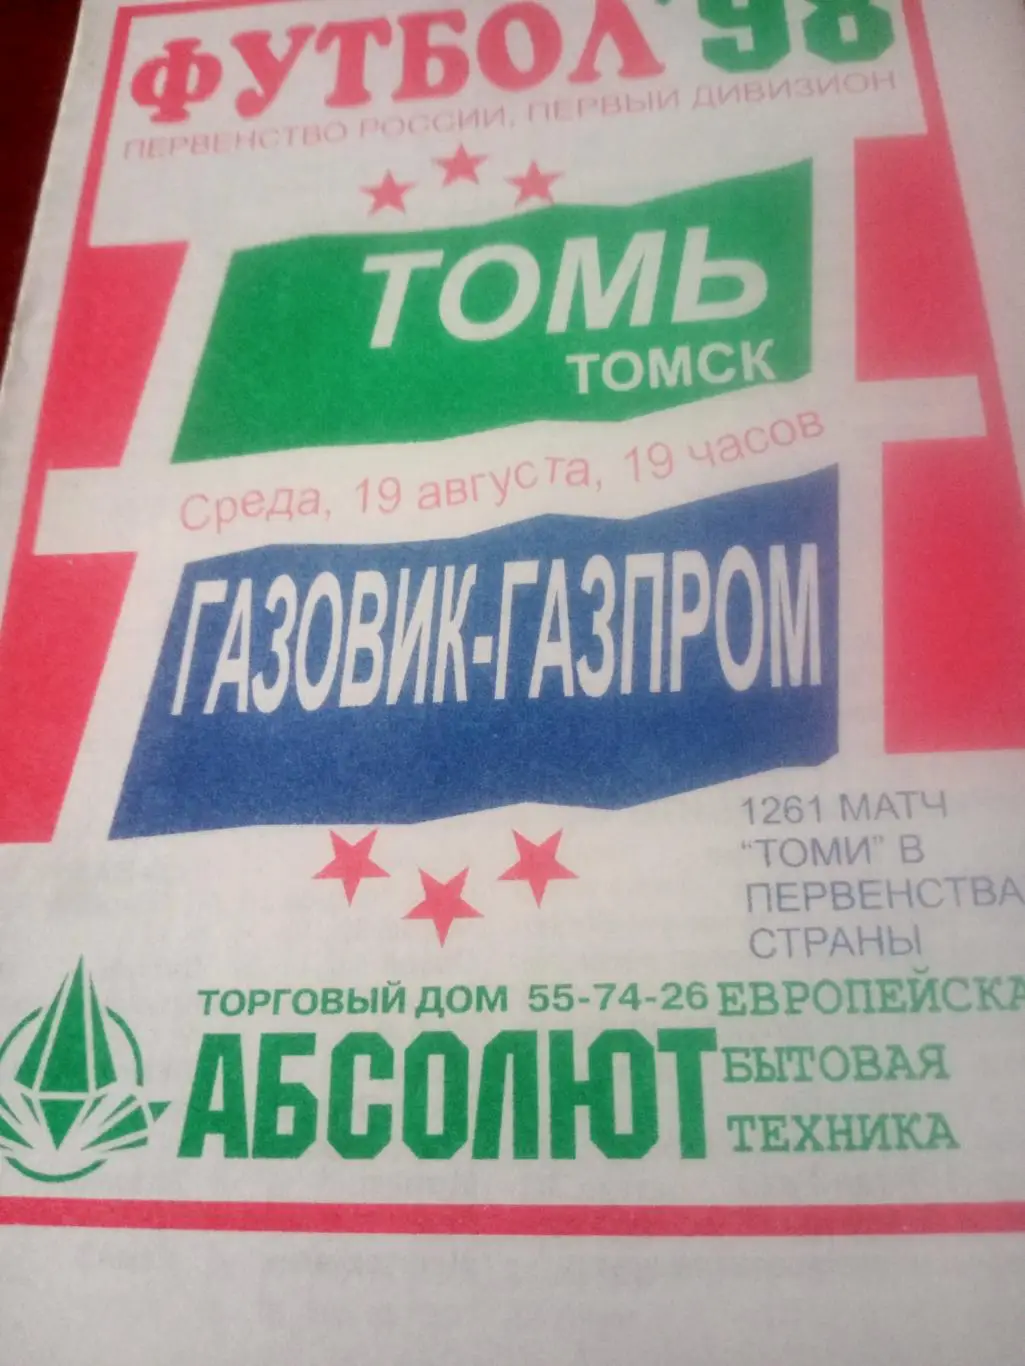 ФУТБОЛ'98
ПЕРВЕНСТВО РОССИИ, ПЕРВЫЙ ДИВИЗИОН
ТОМЬ
ТОМСК
Среда, 19 августа, 19 часов
ГАЗОВИК-ГАЗПРОМ
1261 МАТЧ
"ТОМИ" В
ПЕРВЕНСТВА
СТРАНЫ
ТОРГОВЫЙ ДОМ 55-74-26
АБСОЛЮТ
ЕВРОПЕЙСКА
БЫТОВАЯ
ТЕХНИКА